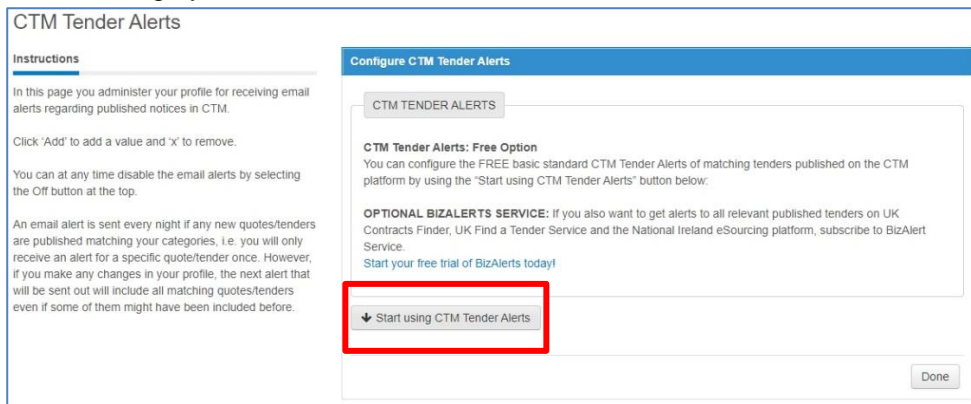 CTM Tender Alerts
Instructions
In this page you administer your profile for receiving email
alerts regarding published notices in CTM.
Click 'Add' to add a value and 'x' to remove.
You can at any time disable the email alerts by selecting
the Off button at the top.
An email alert is sent every night if any new quotes/tenders
are published matching your categories, i.e. you will only
receive an alert for a specific quote/tender once. However,
if you make any changes in your profile, the next alert that
will be sent out will include all matching quotes/tenders
even if some of them might have been included before.
Configure CTM Tender Alerts
CTM TENDER ALERTS
CTM Tender Alerts: Free Option
You can configure the FREE basic standard CTM Tender Alerts of matching tenders published on the CTM
platform by using the "Start using CTM Tender Alerts" button below:
OPTIONAL BIZALERTS SERVICE: If you also want to get alerts to all relevant published tenders on UK
Contracts Finder, UK Find a Tender Service and the National Ireland eSourcing platform, subscribe to BizAlert
Service.
Start your free trial of BizAlerts today!
Start using CTM Tender Alerts
Done